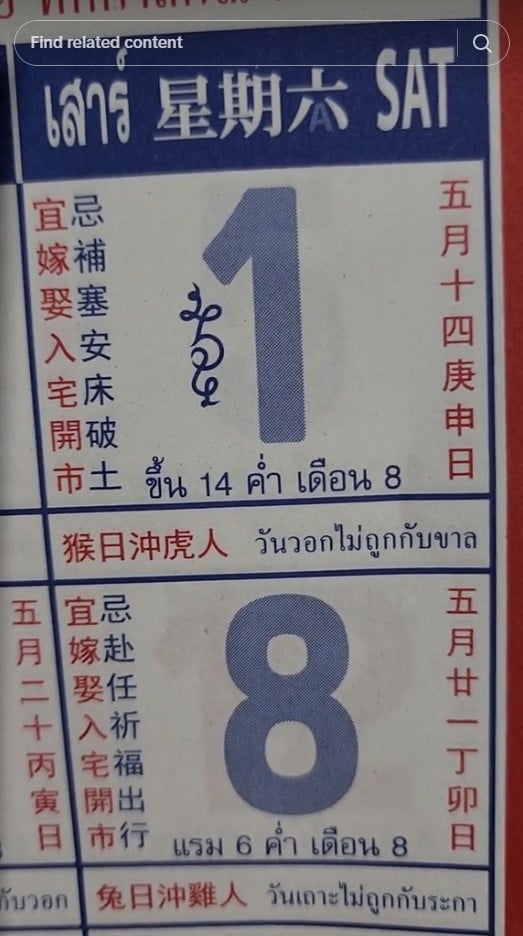 Find related content
เสาร์ 星期六 SAT
宜嫁娶入宅開市
忌補塞安床破土
1
五月十四庚申日
ขึ้น 14 ค่ำ เดือน 8
猴日沖虎人 วันวอกไม่ถูกกับขาล
五月二十丙寅日
宜嫁娶入宅開市
忌赴任祈福出行
8
五月廿一丁卯日
แรม 6 ค่ำ เดือน 8
กับวอก
兔日沖雞人 วันเถาะไม่ถูกกับระกา